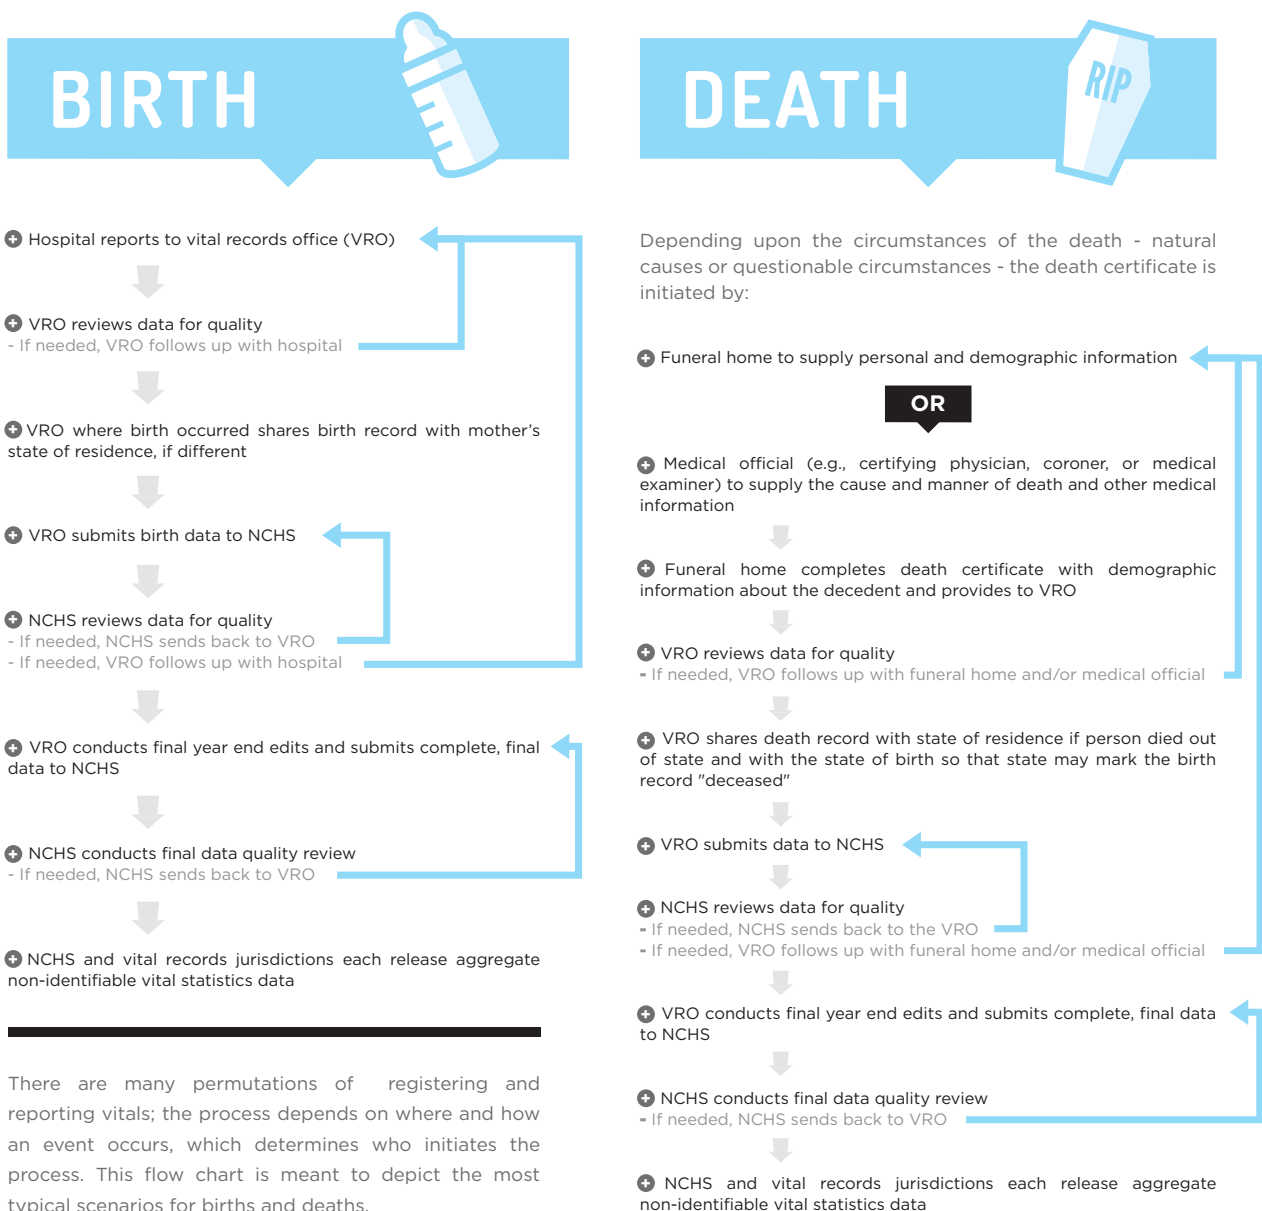 BIRTH
Hospital reports to vital records office (VRO)
VRO reviews data for quality
- If needed, VRO follows up with hospital
VRO where birth occurred shares birth record with mother's
state of residence, if different
VRO submits birth data to NCHS
NCHS reviews data for quality
- If needed, NCHS sends back to VRO
- If needed, VRO follows up with hospital
VRO conducts final year end edits and submits complete, final
data to NCHS
NCHS conducts final data quality review
- If needed, NCHS sends back to VRO
NCHS and vital records jurisdictions each release aggregate
non-identifiable vital statistics data
There are many permutations of registering and
reporting vitals; the process depends on where and how
an event occurs, which determines who initiates the
process. This flow chart is meant to depict the most
typical scenarios for births and deaths.
DEATH
RIP
Depending upon the circumstances of the death - natural
causes or questionable circumstances - the death certificate is
initiated by:
Funeral home to supply personal and demographic information
OR
Medical official (e.g., certifying physician, coroner, or medical
examiner) to supply the cause and manner of death and other medical
information
Funeral home completes death certificate with demographic
information about the decedent and provides to VRO
VRO reviews data for quality
- If needed, VRO follows up with funeral home and/or medical official
VRO shares death record with state of residence if person died out
of state and with the state of birth so that state may mark the birth
record "deceased"
VRO submits data to NCHS
NCHS reviews data for quality
- If needed, NCHS sends back to the VRO
- If needed, VRO follows up with funeral home and/or medical official
VRO conducts final year end edits and submits complete, final data
to NCHS
NCHS conducts final data quality review
- If needed, NCHS sends back to VRO
NCHS and vital records jurisdictions each release aggregate
non-identifiable vital statistics data